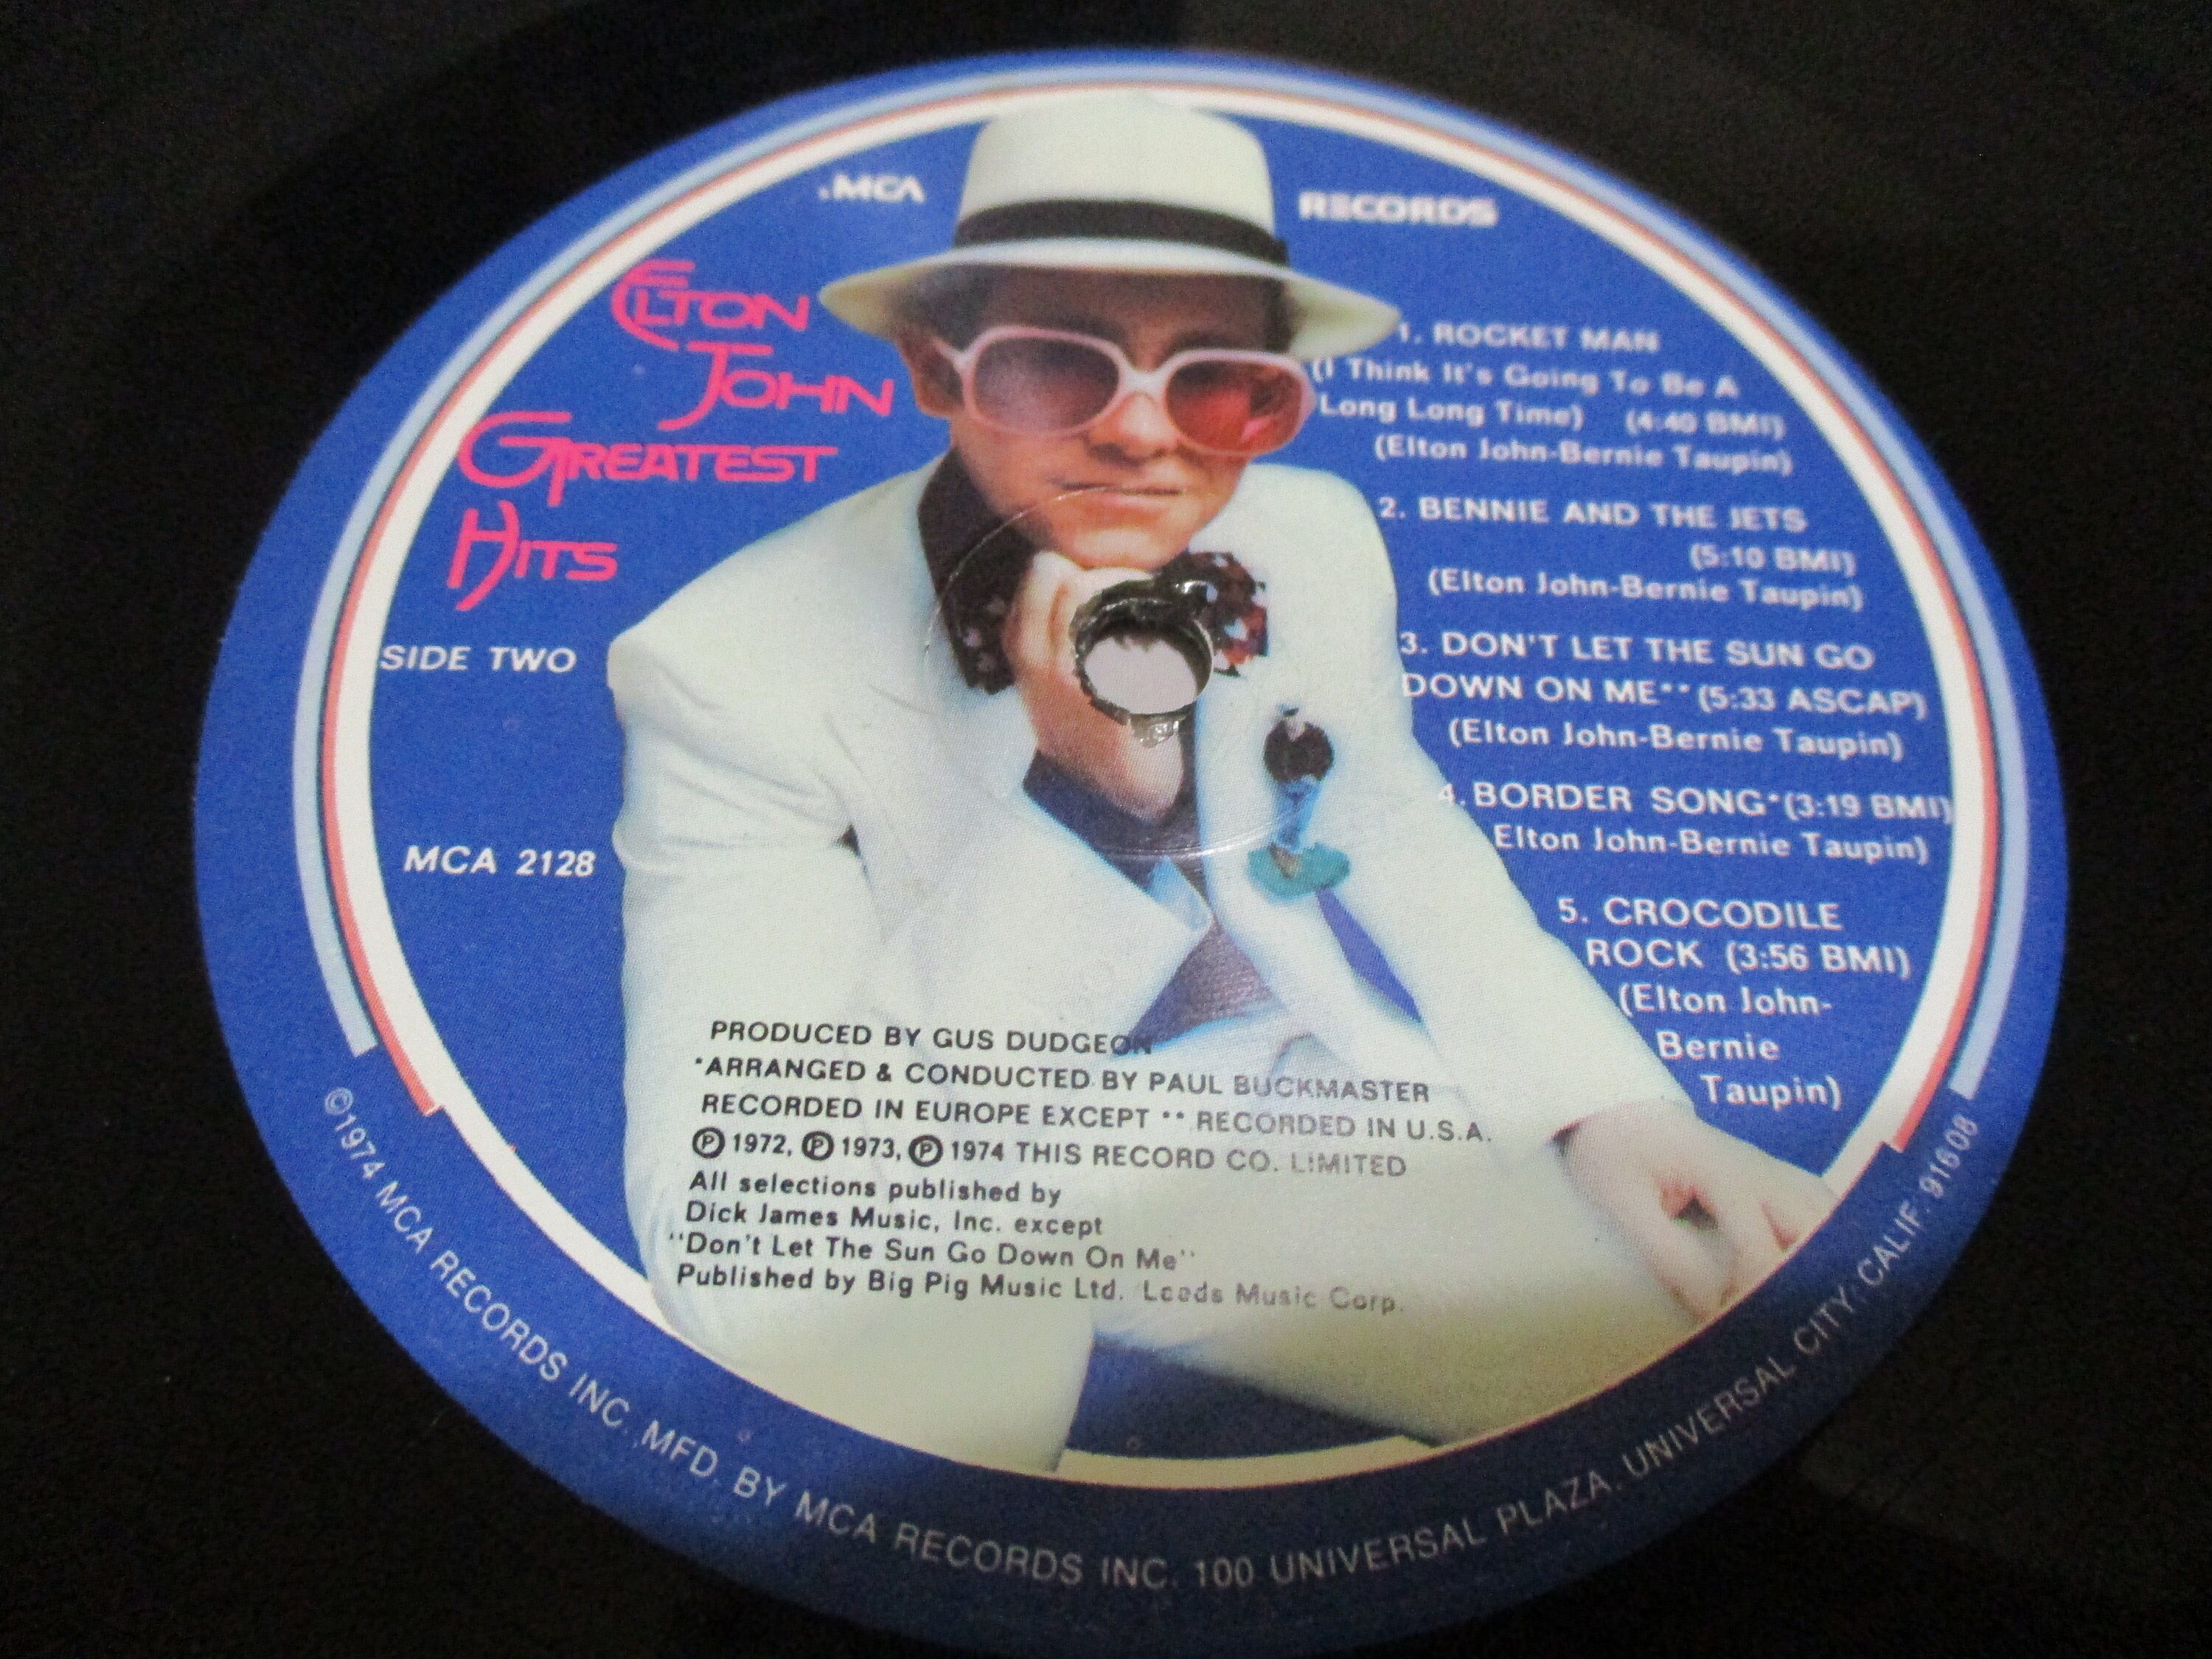 MCA RECORDS
ELTON
JOHN
GREATEST
HITS
SIDE TWO
MCA 2128
1. ROCKET MAN
(I Think It's Going To Be A
Long Long Time) (4:40 BMI)
(Elton John-Bernie Taupin)
2. BENNIE AND THE JETS
(5:10 BMI)
(Elton John-Bernie Taupin)
3. DON'T LET THE SUN GO
DOWN ON ME** (5:33 ASCAP)
(Elton John-Bernie Taupin)
4. BORDER SONG* (3:19 BMI)
Elton John-Bernie Taupin)
5. CROCODILE
ROCK (3:56 BMI)
(Elton John-
Bernie
Taupin)
PRODUCED BY GUS DUDGEON
*ARRANGED & CONDUCTED BY PAUL BUCKMASTER
RECORDED IN EUROPE EXCEPT ** RECORDED IN U.S.A.
Ⓟ 1972, Ⓟ 1973, Ⓟ 1974 THIS RECORD CO. LIMITED
All selections published by
Dick James Music, Inc. except
"Don't Let The Sun Go Down On Me"
Published by Big Pig Music Ltd. Leeds Music Corp.
©1974 MCA RECORDS INC. MFD. BY MCA RECORDS INC. 100 UNIVERSAL PLAZA. UNIVERSAL CITY. CALIF. 91608